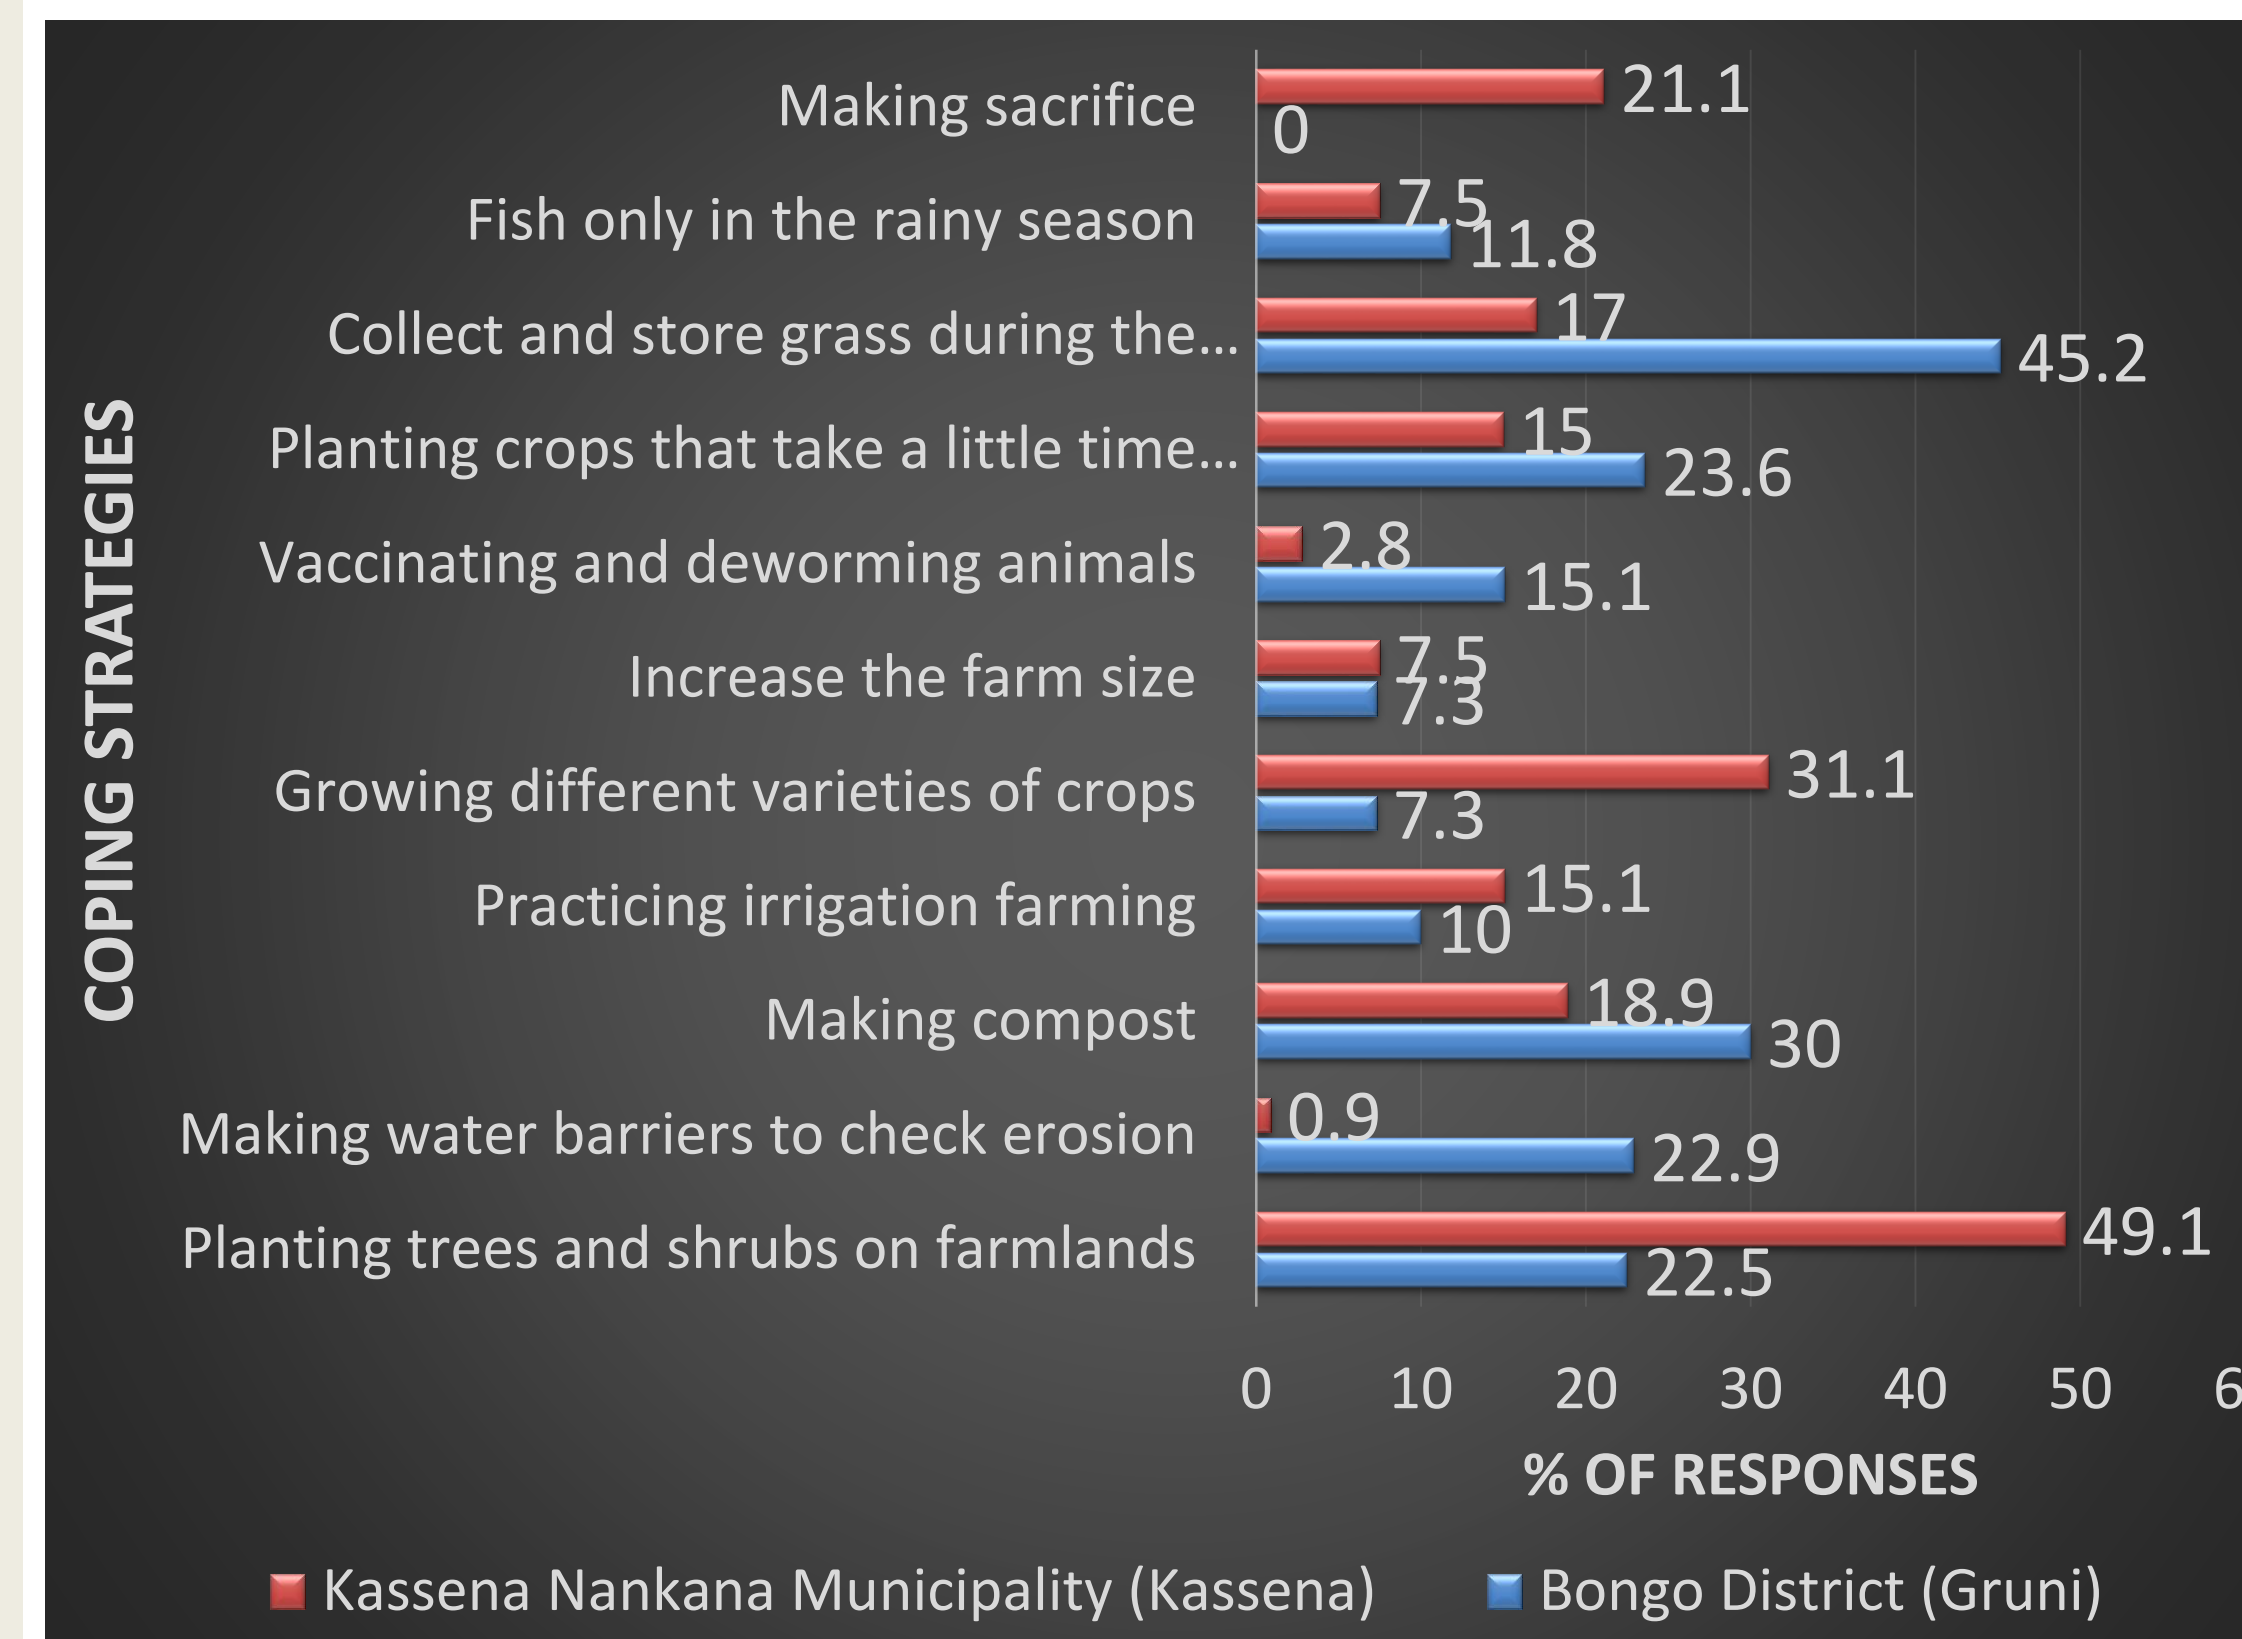 COPING STRATEGIES
Making sacrifice
21.1
0
Fish only in the rainy season
7.5
11.8
Collect and store grass during the…
17
45.2
Planting crops that take a little time…
15
23.6
Vaccinating and deworming animals
2.8
15.1
Increase the farm size
7.5
7.3
Growing different varieties of crops
31.1
7.3
Practicing irrigation farming
15.1
10
Making compost
18.9
30
Making water barriers to check erosion
0.9
22.9
Planting trees and shrubs on farmlands
49.1
22.5
0 10 20 30 40 50
% OF RESPONSES
Kassena Nankana Municipality (Kassena) Bongo District (Gruni)